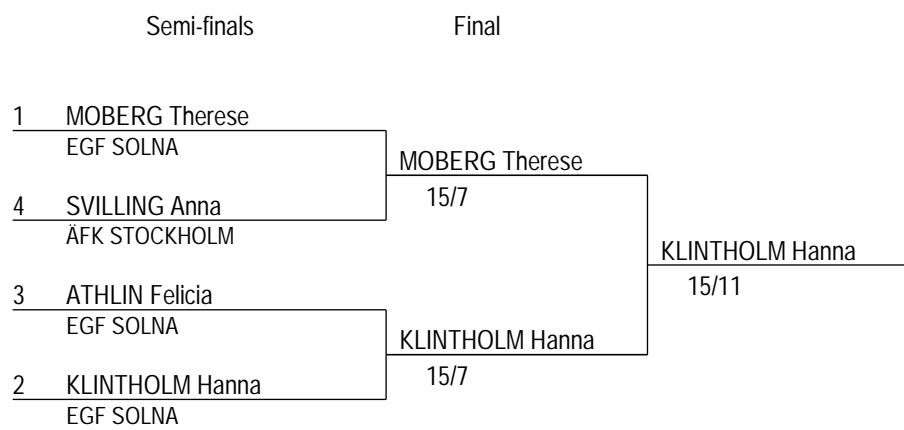 Semi-finals Final
1 MOBERG Therese
EGF SOLNA
MOBERG Therese
15/7
4 SVILLING Anna
ÄFK STOCKHOLM
KLINTHOLM Hanna
15/11
3 ATHLIN Felicia
EGF SOLNA
KLINTHOLM Hanna
15/7
2 KLINTHOLM Hanna
EGF SOLNA